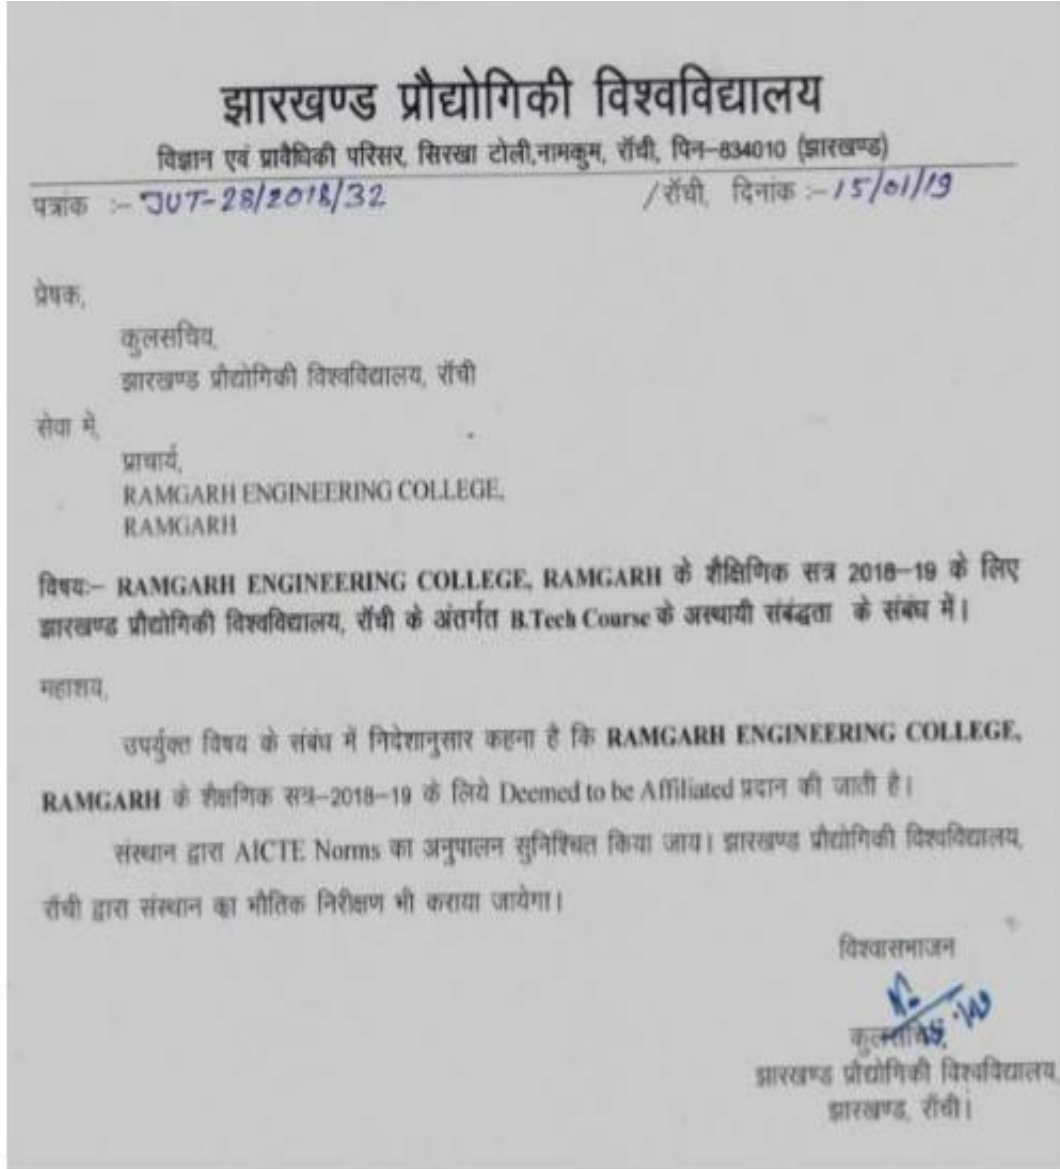 झारखण्ड प्रौद्योगिकी विश्वविद्यालय
विज्ञान एवं प्रावैधिकी परिसर, सिरखा टोली,नामकुम, राँची, पिन–834010 (झारखण्ड)
पत्रांक :– JUT-28/2018/32 /राँची, दिनांक :–15/01/19
प्रेषक,
कुलसचिव,
झारखण्ड प्रौद्योगिकी विश्वविद्यालय, राँची
सेवा में,
प्राचार्य,
RAMGARH ENGINEERING COLLEGE,
RAMGARH
विषयः– RAMGARH ENGINEERING COLLEGE, RAMGARH के शैक्षिणिक सत्र 2018–19 के लिए
झारखण्ड प्रौद्योगिकी विश्वविद्यालय, राँची के अंतर्गत B.Tech Course के अस्थायी संबंद्धता के संबंध में।
महाशय,
उपर्युक्त विषय के संबंध में निदेशानुसार कहना है कि RAMGARH ENGINEERING COLLEGE,
RAMGARH के शैक्षणिक सत्र–2018–19 के लिये Deemed to be Affiliated प्रदान की जाती है।
संस्थान द्वारा AICTE Norms का अनुपालन सुनिश्चित किया जाय। झारखण्ड प्रौद्योगिकी विश्वविद्यालय,
राँची द्वारा संस्थान का भौतिक निरीक्षण भी कराया जायेगा।
विश्वासभाजन
कुलसचिव,
झारखण्ड प्रौद्योगिकी विश्वविद्यालय,
झारखण्ड, राँची।